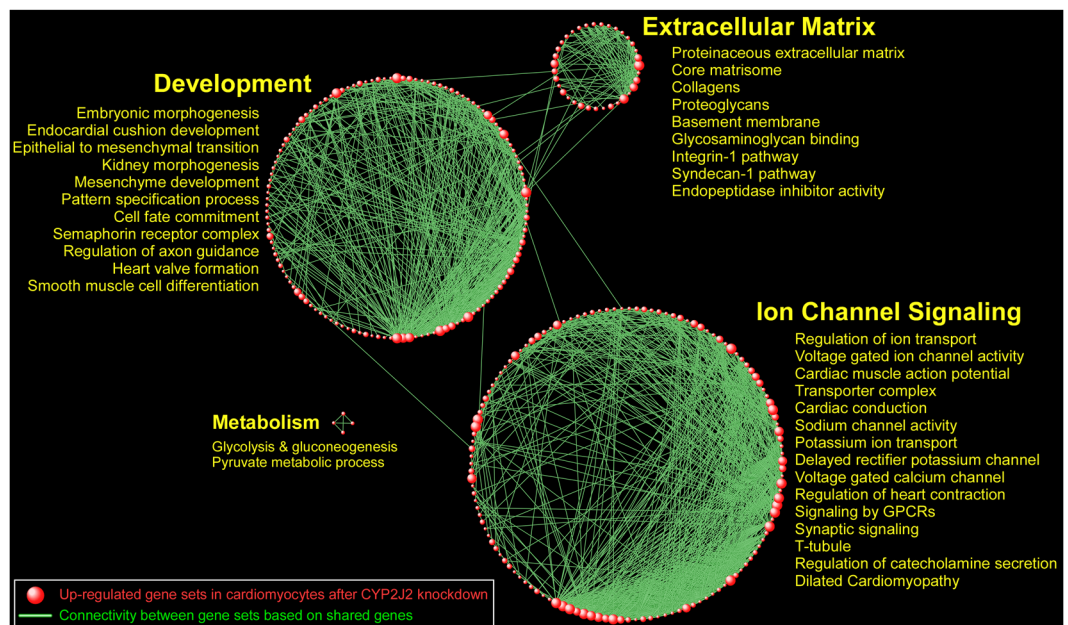 Extracellular Matrix
Proteinaceous extracellular matrix
Core matrisome
Collagens
Proteoglycans
Basement membrane
Glycosaminoglycan binding
Integrin-1 pathway
Syndecan-1 pathway
Endopeptidase inhibitor activity
Development
Embryonic morphogenesis
Endocardial cushion development
Epithelial to mesenchymal transition
Kidney morphogenesis
Mesenchyme development
Pattern specification process
Cell fate commitment
Semaphorin receptor complex
Regulation of axon guidance
Heart valve formation
Smooth muscle cell differentiation
Ion Channel Signaling
Regulation of ion transport
Voltage gated ion channel activity
Cardiac muscle action potential
Transporter complex
Cardiac conduction
Sodium channel activity
Potassium ion transport
Delayed rectifier potassium channel
Voltage gated calcium channel
Regulation of heart contraction
Signaling by GPCRs
Synaptic signaling
T-tubule
Regulation of catecholamine secretion
Dilated Cardiomyopathy
Metabolism
Glycolysis & gluconeogenesis
Pyruvate metabolic process
Up-regulated gene sets in cardiomyocytes after CYP2J2 knockdown
Connectivity between gene sets based on shared genes